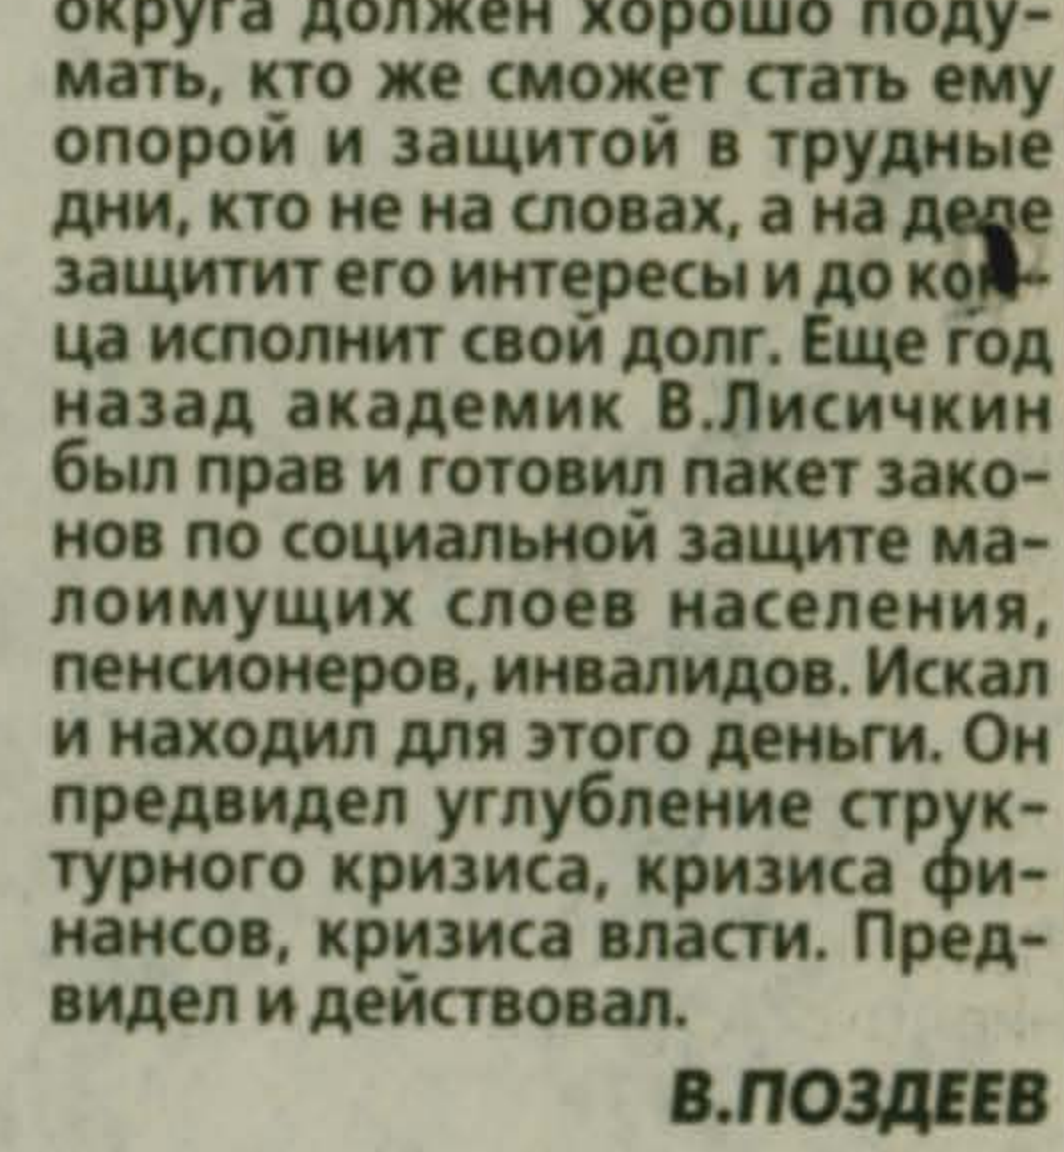 округа должен хорошо поду-
мать, кто же сможет стать ему
опорой и защитой в трудные
дни, кто не на словах, а на деле
защитит его интересы и до кон-
ца исполнит свой долг. Еще год
назад академик В.Лисичкин
был прав и готовил пакет зако-
нов по социальной защите ма-
лоимущих слоев населения,
пенсионеров, инвалидов. Искал
и находил для этого деньги. Он
предвидел углубление струк-
турного кризиса, кризиса фи-
нансов, кризиса власти. Пред-
видел и действовал.
В.ПОЗДЕЕВ